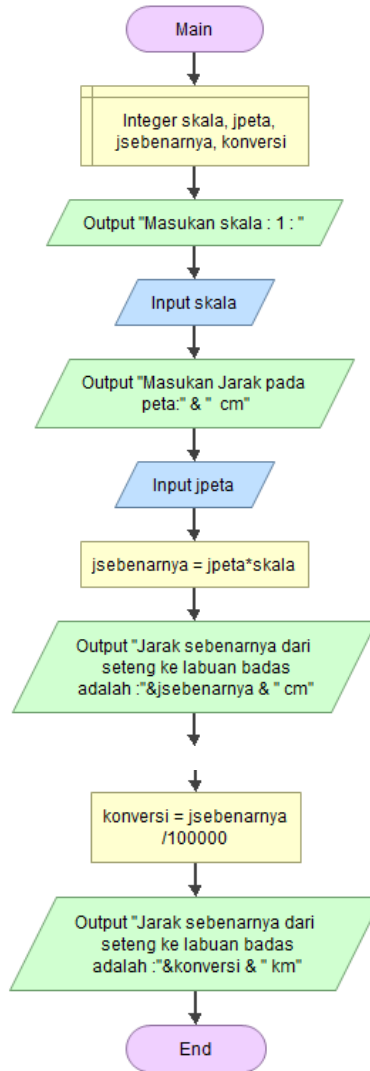 Main
Integer skala, jpeta,
jsebenarnya, konversi
Output "Masukan skala : 1 : "
Input skala
Output "Masukan Jarak pada
peta:" & "  cm"
Input jpeta
jsebenarnya = jpeta*skala
Output "Jarak sebenarnya dari
seteng ke labuan badas
adalah :"&jsebenarnya & " cm"
konversi = jsebenarnya
/100000
Output "Jarak sebenarnya dari
seteng ke labuan badas
adalah :"&konversi & " km"
End